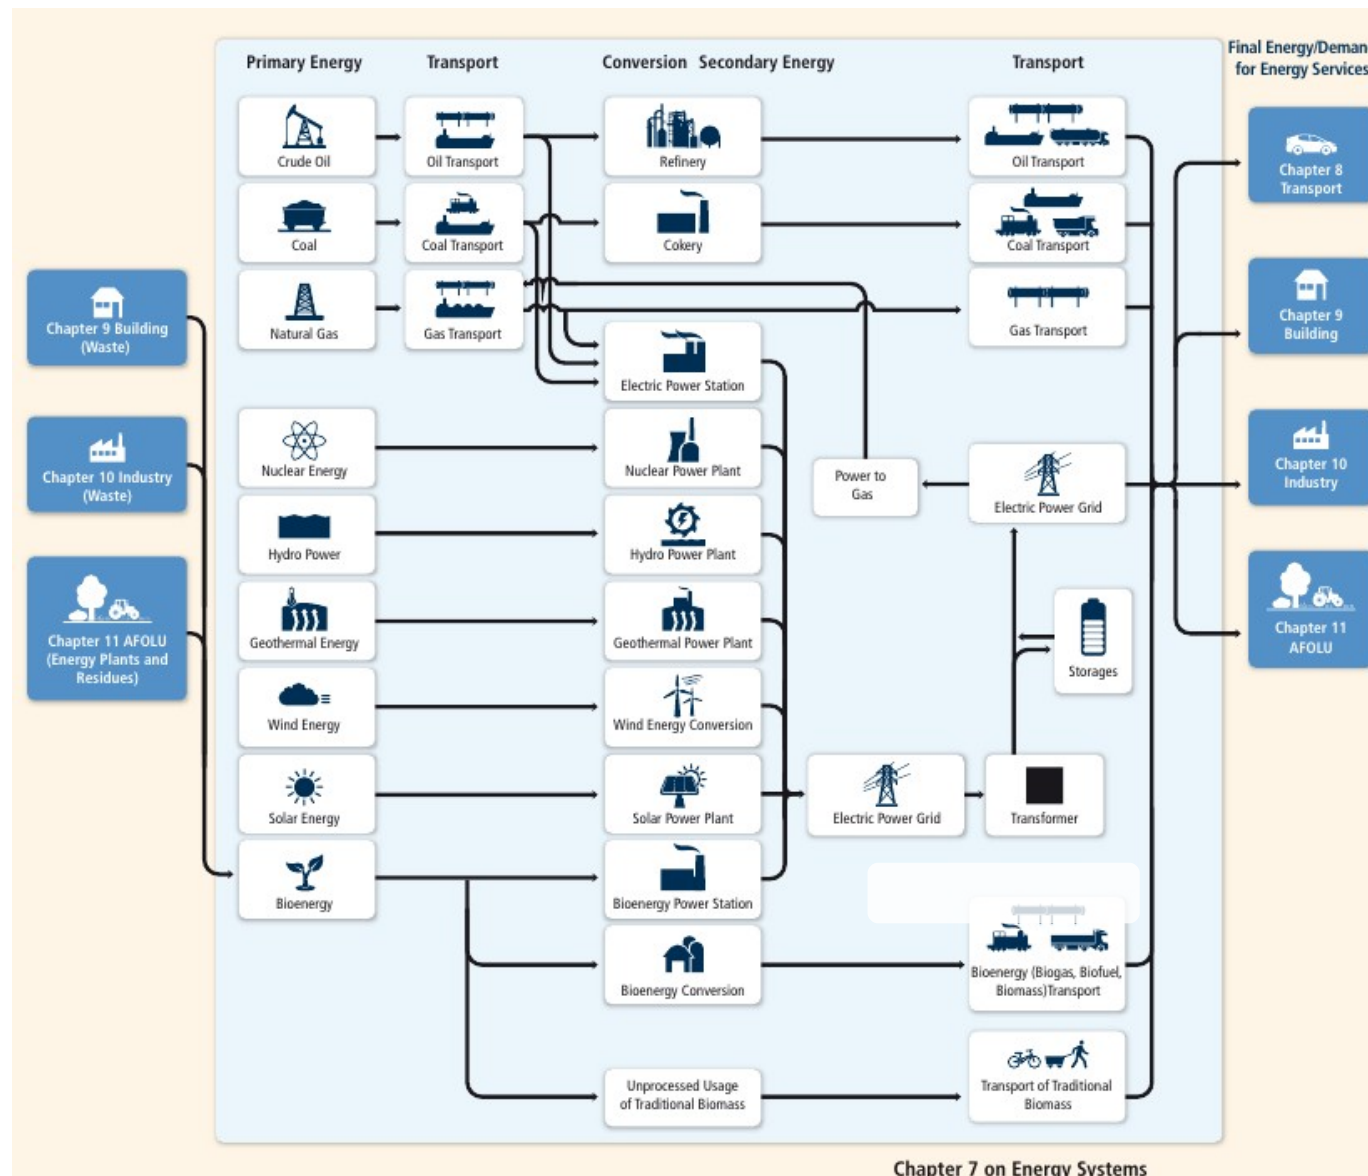 Primary Energy
Transport
Conversion Secondary Energy
Transport
Final Energy/Deman
for Energy Services
Crude Oil
Oil Transport
Refinery
Oil Transport
Chapter 8
Transport
Coal
Coal Transport
Cokery
Coal Transport
Chapter 9 Building
(Waste)
Natural Gas
Gas Transport
Gas Transport
Chapter 9
Building
Electric Power Station
Chapter 10 Industry
(Waste)
Nuclear Energy
Nuclear Power Plant
Power to
Gas
Electric Power Grid
Chapter 10
Industry
Hydro Power
Hydro Power Plant
Chapter 11 AFOLU
(Energy Plants and
Residues)
Geothermal Energy
Geothermal Power Plant
Storages
Chapter 11
AFOLU
Wind Energy
Wind Energy Conversion
Solar Energy
Solar Power Plant
Electric Power Grid
Transformer
Bioenergy
Bioenergy Power Station
Bioenergy Conversion
Bioenergy (Biogas, Biofuel,
Biomass)Transport
Unprocessed Usage
of Traditional Biomass
Transport of Traditional
Biomass
Chapter 7 on Energy Systems